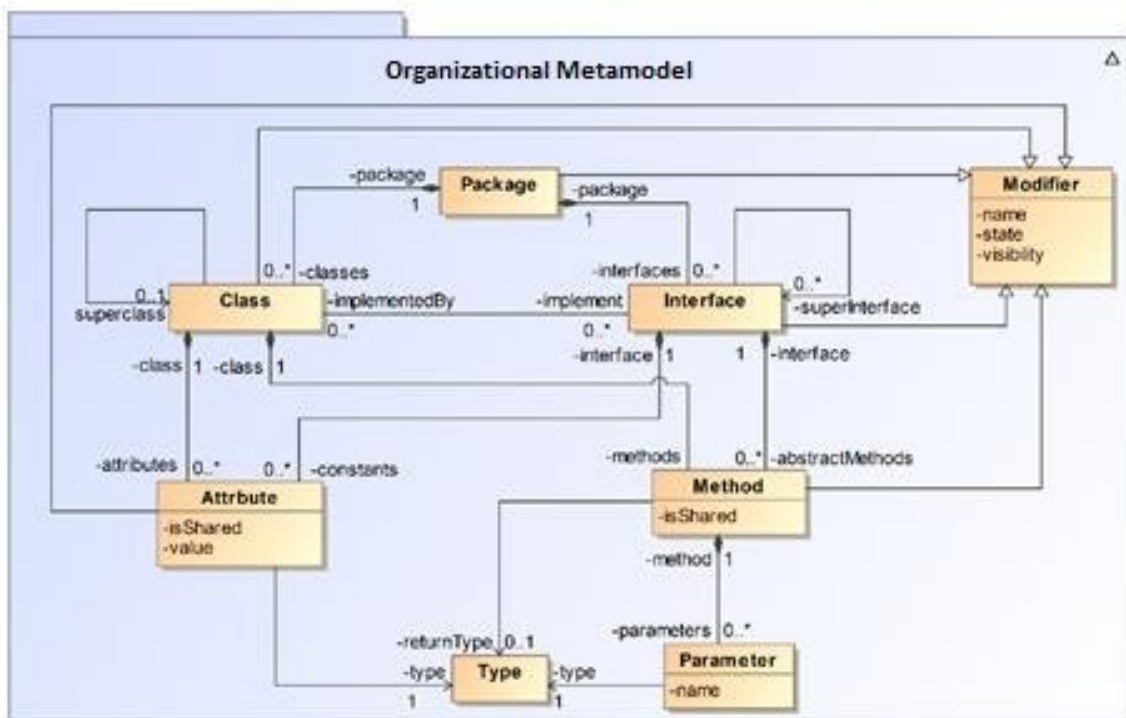 Organizational Metamodel
-package
1
Package
-package
1
Modifier
-name
-state
-visibility
0..*
-classes
-interfaces
0..*
0..*
0..1
superclass
Class
-implementedBy
0..*
-implement
0..*
Interface
-superInterface
-class
1
-class
1
-interface
1
1
-interface
-attributes
0..*
0..*
-constants
-methods
0..*
-abstractMethods
Attrbute
-isShared
-value
Method
-isShared
-method
1
-returnType
0..1
-parameters
0..*
-type
1
Type
-type
1
Parameter
-name